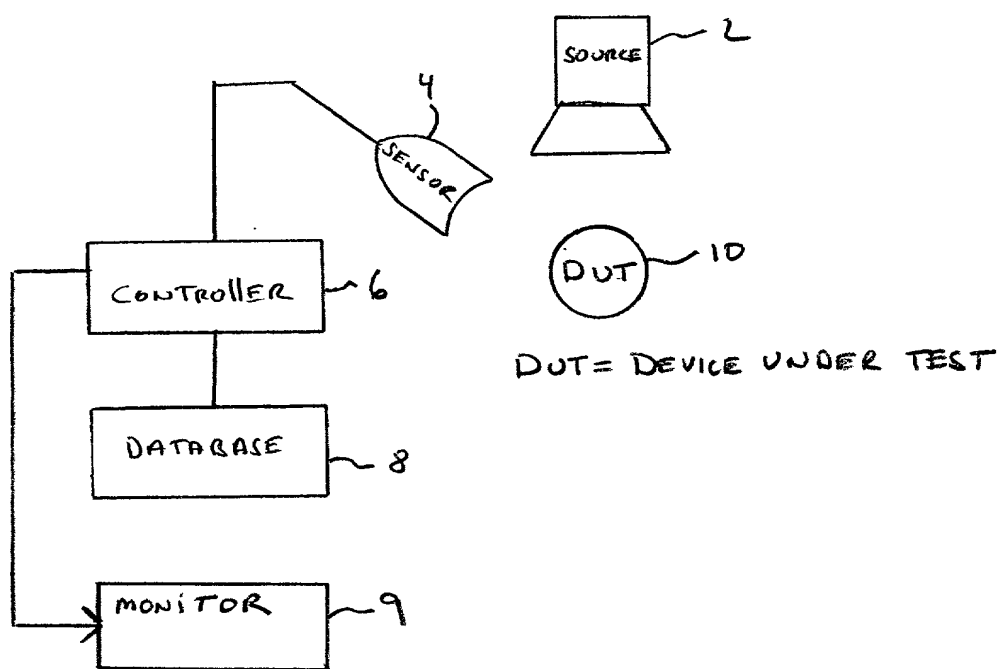 SOURCE
2
4
SENSOR
10
DUT
CONTROllER
6
DUT= DEVICE UNDER TEST
DATABASE
8
MONiTOR
9